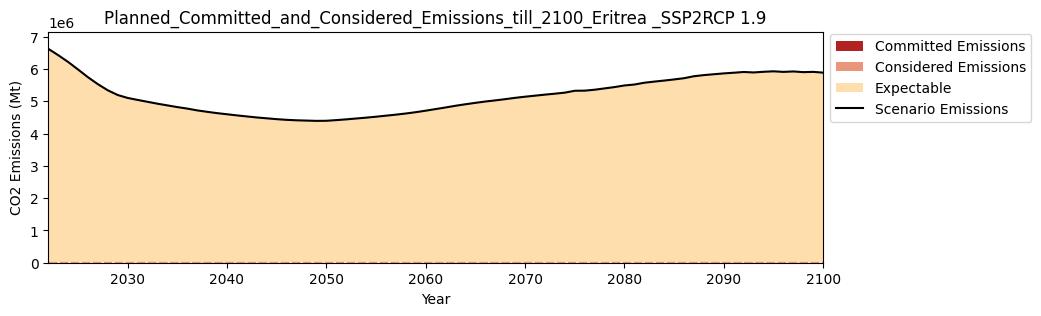 Planned_Committed_and_Considered_Emissions_till_2100_Eritrea _SSP2RCP 1.9
1e6
7
6
5
4
3
2
1
0
CO2 Emissions (Mt)
2030 2040 2050 2060 2070 2080 2090 2100
Year
Committed Emissions
Considered Emissions
Expectable
Scenario Emissions